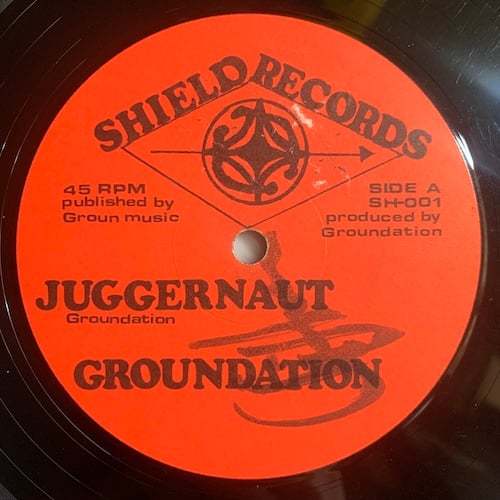 SHIELD RECORDS
45 RPM
published by
Groun music
SIDE A
SH-001
produced by
Groundation
JUGGERNAUT
Groundation
GROUNDATION